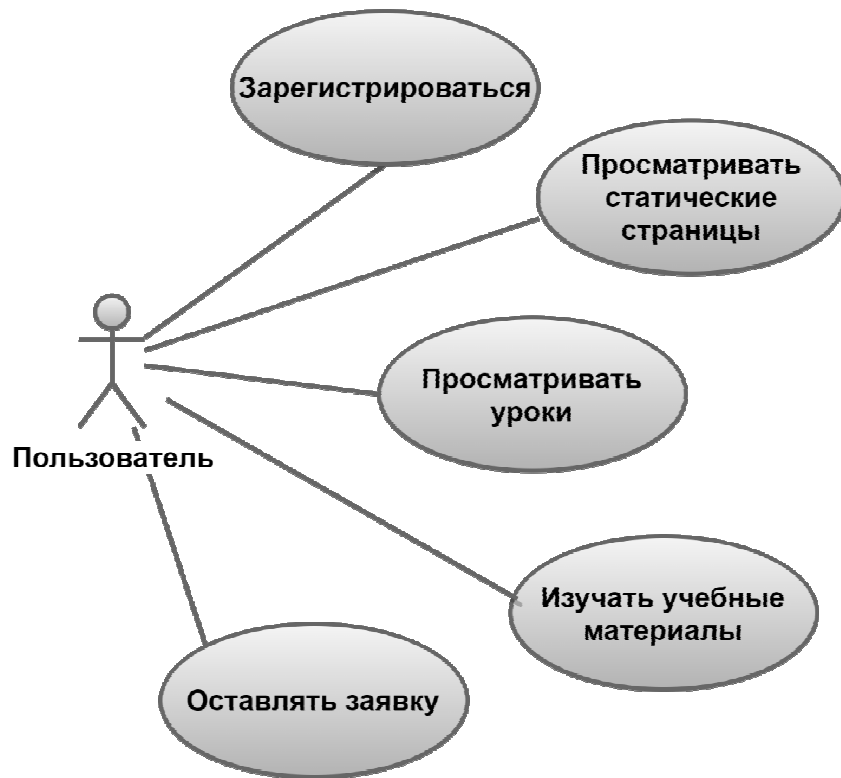 Зарегистрироваться
Просматривать
статические
страницы
Просматривать
уроки
Пользователь
Изучать учебные
материалы
Оставлять заявку